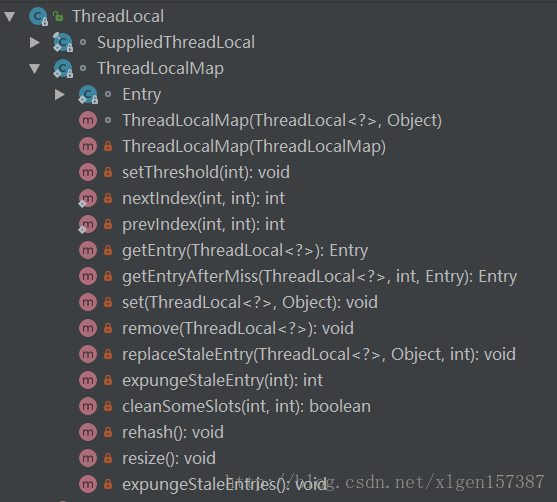 ThreadLocal
SuppliedThreadLocal
ThreadLocalMap
Entry
ThreadLocalMap(ThreadLocal<?>, Object)
ThreadLocalMap(ThreadLocalMap)
setThreshold(int): void
nextIndex(int, int): int
prevIndex(int, int): int
getEntry(ThreadLocal<?>): Entry
getEntryAfterMiss(ThreadLocal<?>, int, Entry): Entry
set(ThreadLocal<?>, Object): void
remove(ThreadLocal<?>): void
replaceStaleEntry(ThreadLocal<?>, Object, int): void
expungeStaleEntry(int): int
cleanSomeSlots(int, int): boolean
rehash(): void
resize(): void
expungeStaleEntries(): void
https://blog.csdn.net/xlgen157387